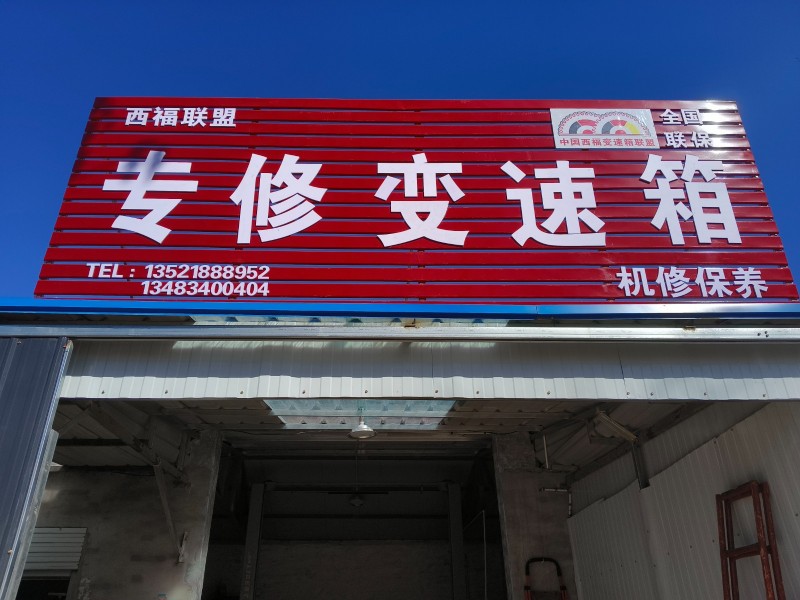 西福联盟
中国西福变速箱联盟
全国
联保
专修变速箱
TEL：13521888952
13483400404
机修保养